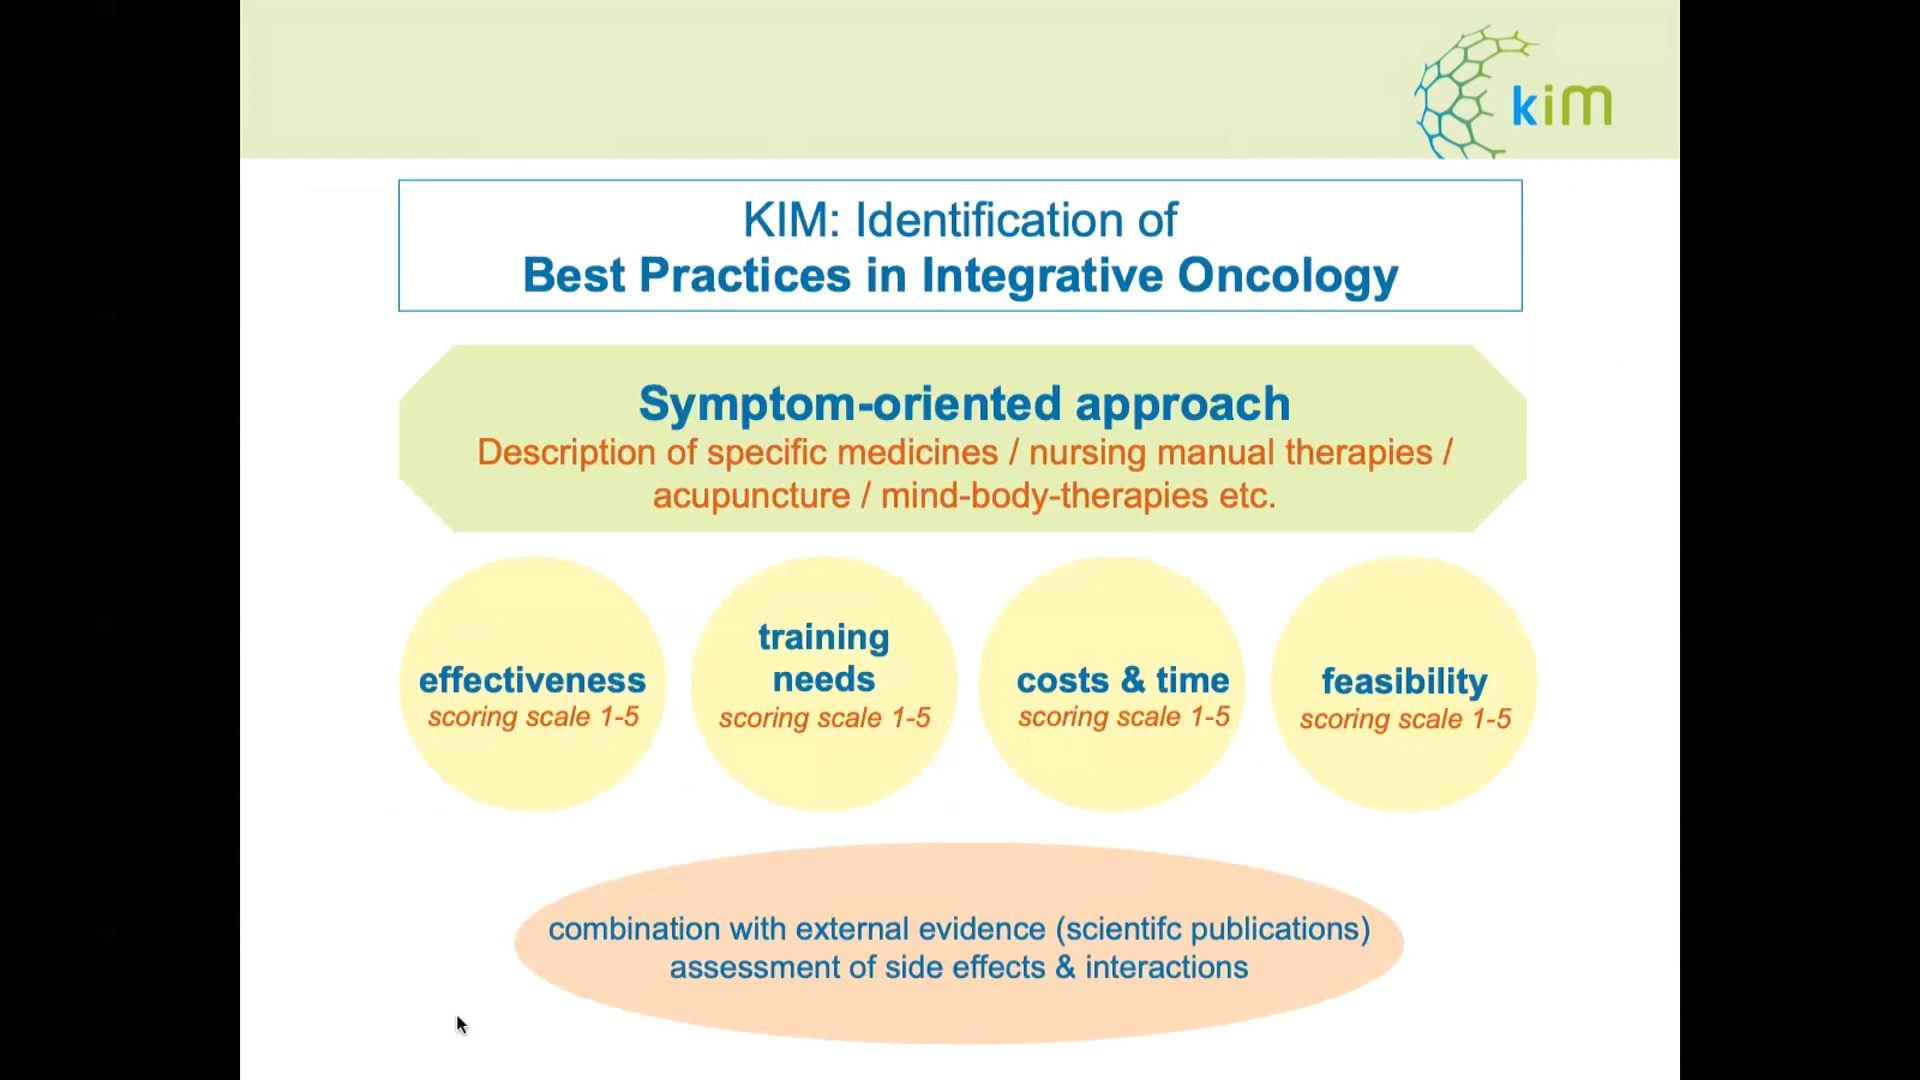 kim
KIM: Identification of
Best Practices in Integrative Oncology
Symptom-oriented approach
Description of specific medicines / nursing manual therapies /
acupuncture / mind-body-therapies etc.
effectiveness
scoring scale 1-5
training
needs
scoring scale 1-5
costs & time
scoring scale 1-5
feasibility
scoring scale 1-5
combination with external evidence (scientifc publications)
assessment of side effects & interactions